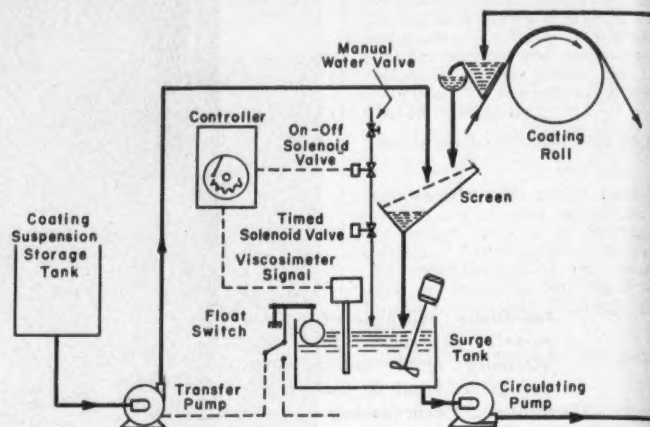 Manual
Water Valve
Controller
On-Off
Solenoid
Valve
Coating
Roll
Screen
Coating
Suspension
Storage
Tank
Timed
Solenoid Valve
Viscosimeter
Signal
Float
Switch
Surge
Tank
Transfer
Pump
Circulating
Pump